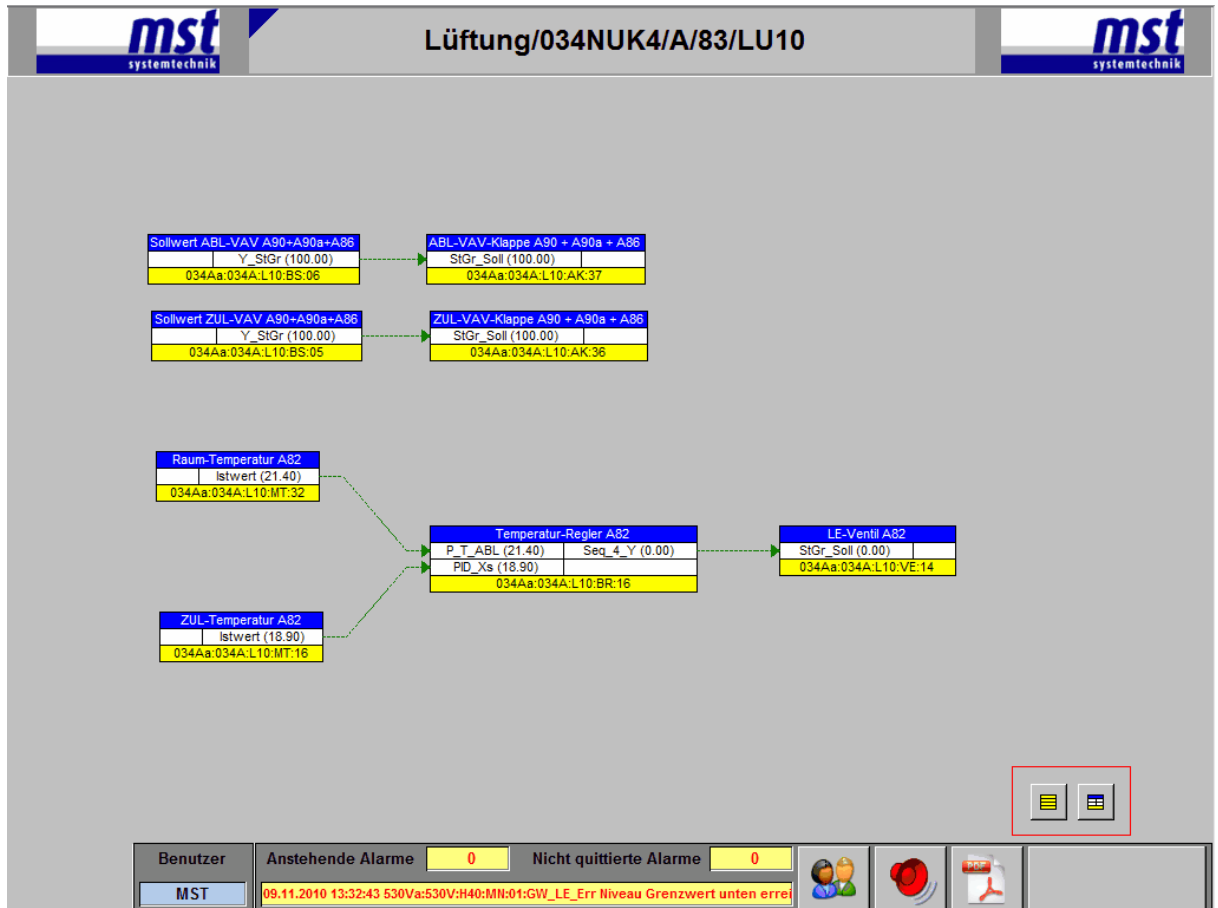 mst
systemtechnik
Lüftung/034NUK4/A/83/LU10
mst
systemtechnik
Sollwert ABL-VAV A90+A90a+A86
Y_StGr (100.00)
034Aa:034A:L10:BS:06
ABL-VAV-Klappe A90 + A90a + A86
StGr_Soll (100.00)
034Aa:034A:L10:AK:37
Sollwert ZUL-VAV A90+A90a+A86
Y_StGr (100.00)
034Aa:034A:L10:BS:05
ZUL-VAV-Klappe A90 + A90a + A86
StGr_Soll (100.00)
034Aa:034A:L10:AK:36
Raum-Temperatur A82
Istwert (21.40)
034Aa:034A:L10:MT:32
Temperatur-Regler A82
P_T_ABL (21.40) Seq_4_Y (0.00)
PID_Xs (18.90)
034Aa:034A:L10:BR:16
LE-Ventil A82
StGr_Soll (0.00)
034Aa:034A:L10:VE:14
ZUL-Temperatur A82
Istwert (18.90)
034Aa:034A:L10:MT:16
Benutzer
MST
Anstehende Alarme 0 Nicht quittierte Alarme 0
09.11.2010 13:32:43 530Va:530V:H40:MN:01:GW_LE_Err Niveau Grenzwert unten errei
PDF